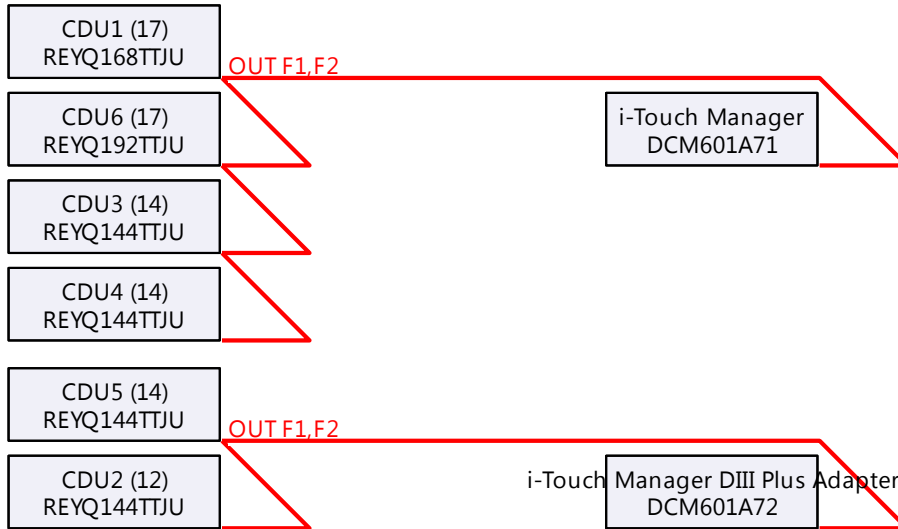 CDU1 (17)
REYQ168TTJU
OUT F1,F2
CDU6 (17)
REYQ192TTJU
i-Touch Manager
DCM601A71
CDU3 (14)
REYQ144TTJU
CDU4 (14)
REYQ144TTJU
CDU5 (14)
REYQ144TTJU
OUT F1,F2
CDU2 (12)
REYQ144TTJU
i-Touch Manager DIII Plus Adapter
DCM601A72